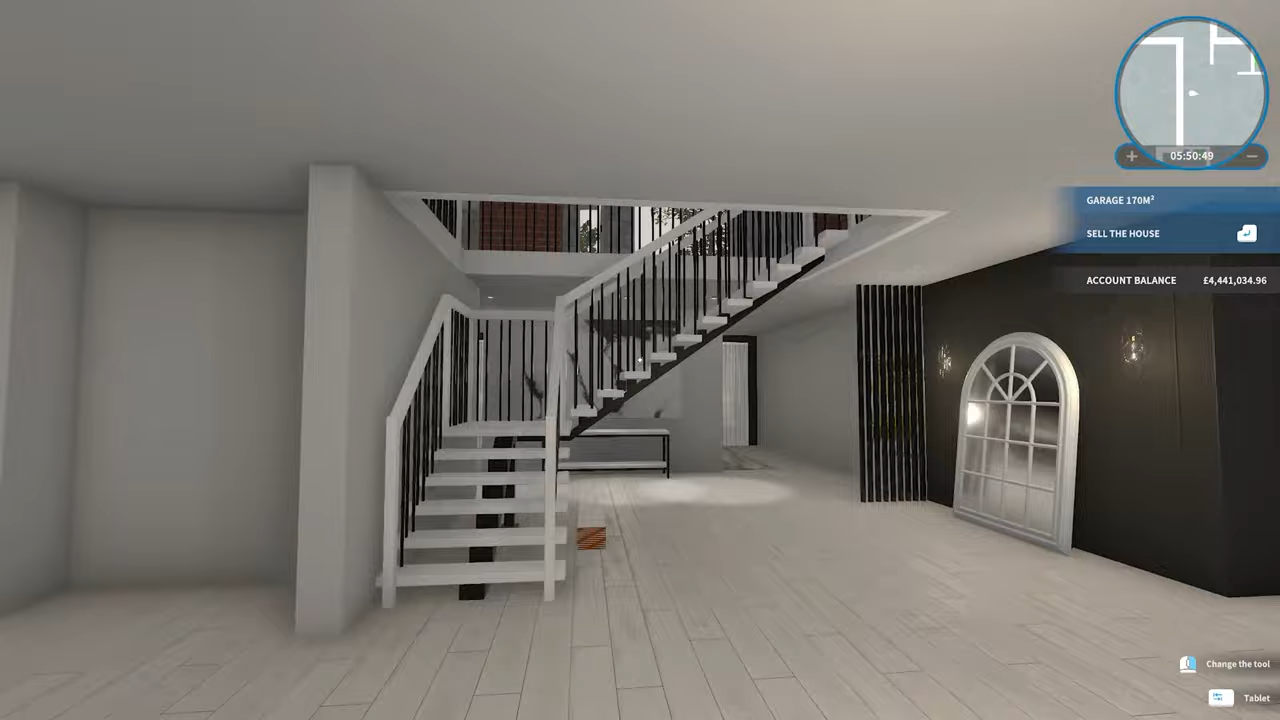 05:50:49
GARAGE 170M²
SELL THE HOUSE
ACCOUNT BALANCE £4,441,034.96
Change the tool
Tablet